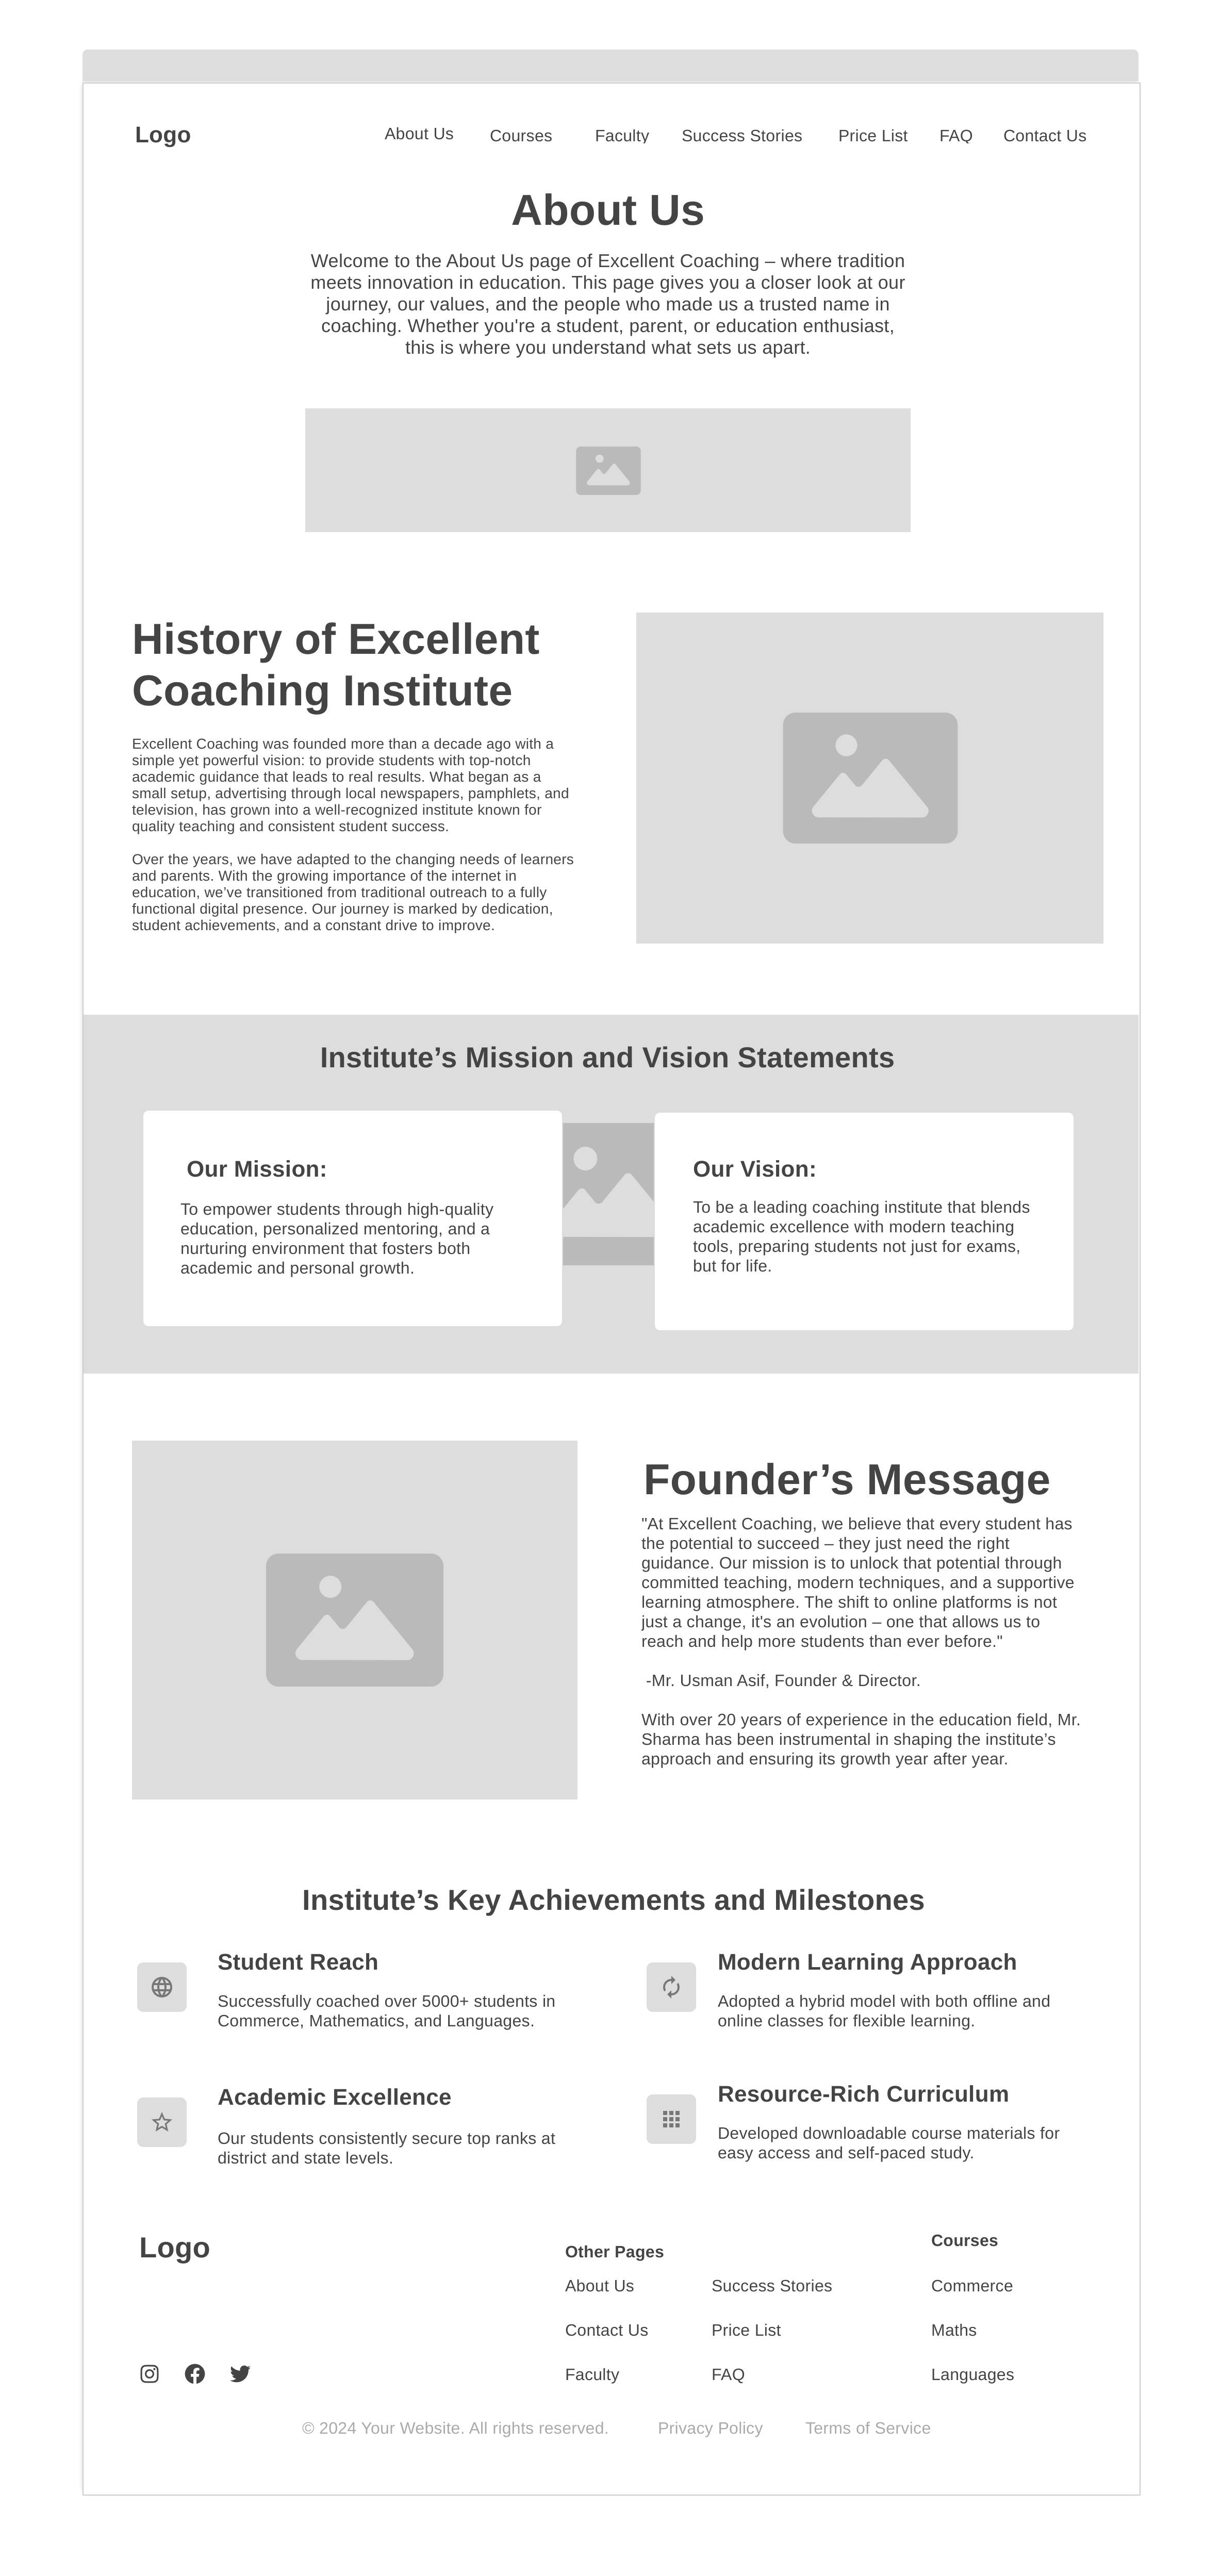 Logo
About Us
Courses
Faculty
Success Stories
Price List
FAQ
Contact Us
About Us
Welcome to the About Us page of Excellent Coaching – where tradition
meets innovation in education. This page gives you a closer look at our
journey, our values, and the people who made us a trusted name in
coaching. Whether you're a student, parent, or education enthusiast,
this is where you understand what sets us apart.
History of Excellent
Coaching Institute
Excellent Coaching was founded more than a decade ago with a
simple yet powerful vision: to provide students with top-notch
academic guidance that leads to real results. What began as a
small setup, advertising through local newspapers, pamphlets, and
television, has grown into a well-recognized institute known for
quality teaching and consistent student success.
Over the years, we have adapted to the changing needs of learners
and parents. With the growing importance of the internet in
education, we’ve transitioned from traditional outreach to a fully
functional digital presence. Our journey is marked by dedication,
student achievements, and a constant drive to improve.
Institute’s Mission and Vision Statements
Our Mission:
To empower students through high-quality
education, personalized mentoring, and a
nurturing environment that fosters both
academic and personal growth.
Our Vision:
To be a leading coaching institute that blends
academic excellence with modern teaching
tools, preparing students not just for exams,
but for life.
Founder’s Message
"At Excellent Coaching, we believe that every student has
the potential to succeed – they just need the right
guidance. Our mission is to unlock that potential through
committed teaching, modern techniques, and a supportive
learning atmosphere. The shift to online platforms is not
just a change, it's an evolution – one that allows us to
reach and help more students than ever before."
-Mr. Usman Asif, Founder & Director.
With over 20 years of experience in the education field, Mr.
Sharma has been instrumental in shaping the institute’s
approach and ensuring its growth year after year.
Institute’s Key Achievements and Milestones
Student Reach
Successfully coached over 5000+ students in
Commerce, Mathematics, and Languages.
Modern Learning Approach
Adopted a hybrid model with both offline and
online classes for flexible learning.
Academic Excellence
Our students consistently secure top ranks at
district and state levels.
Resource-Rich Curriculum
Developed downloadable course materials for
easy access and self-paced study.
Logo
Other Pages
About Us
Contact Us
Faculty
Success Stories
Price List
FAQ
Courses
Commerce
Maths
Languages
© 2024 Your Website. All rights reserved.
Privacy Policy
Terms of Service